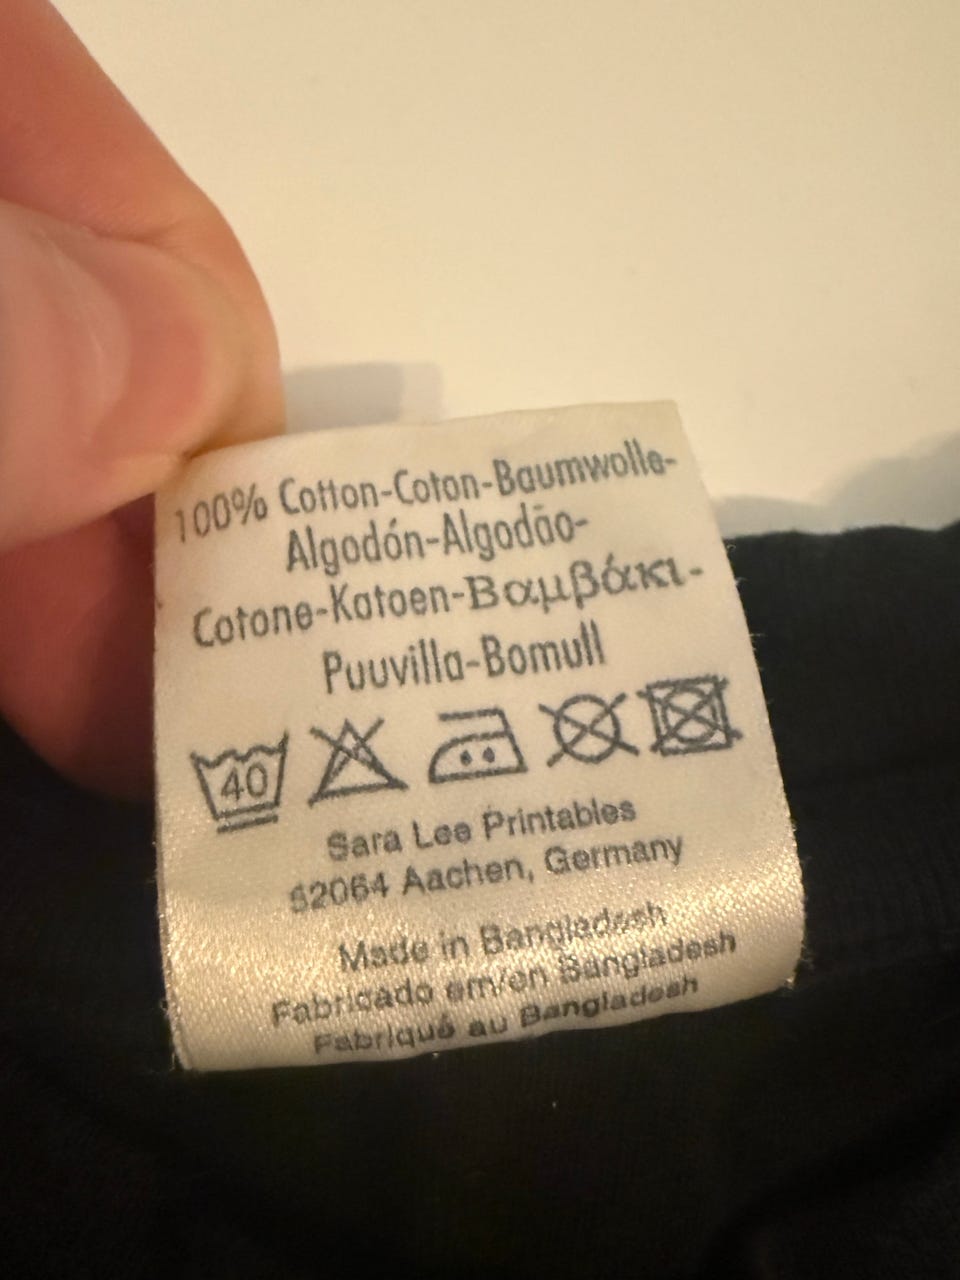 100% Cotton-Coton-Baumwolle-
Algodón-Algodão-
Cotone-Katoen-Βαμβάκι-
Puuvilla-Bomull
40
Sara Lee Printables
52064 Aachen, Germany
Made in Bangladesh
Fabricado em/en Bangladesh
Fabriqué au Bangladesh